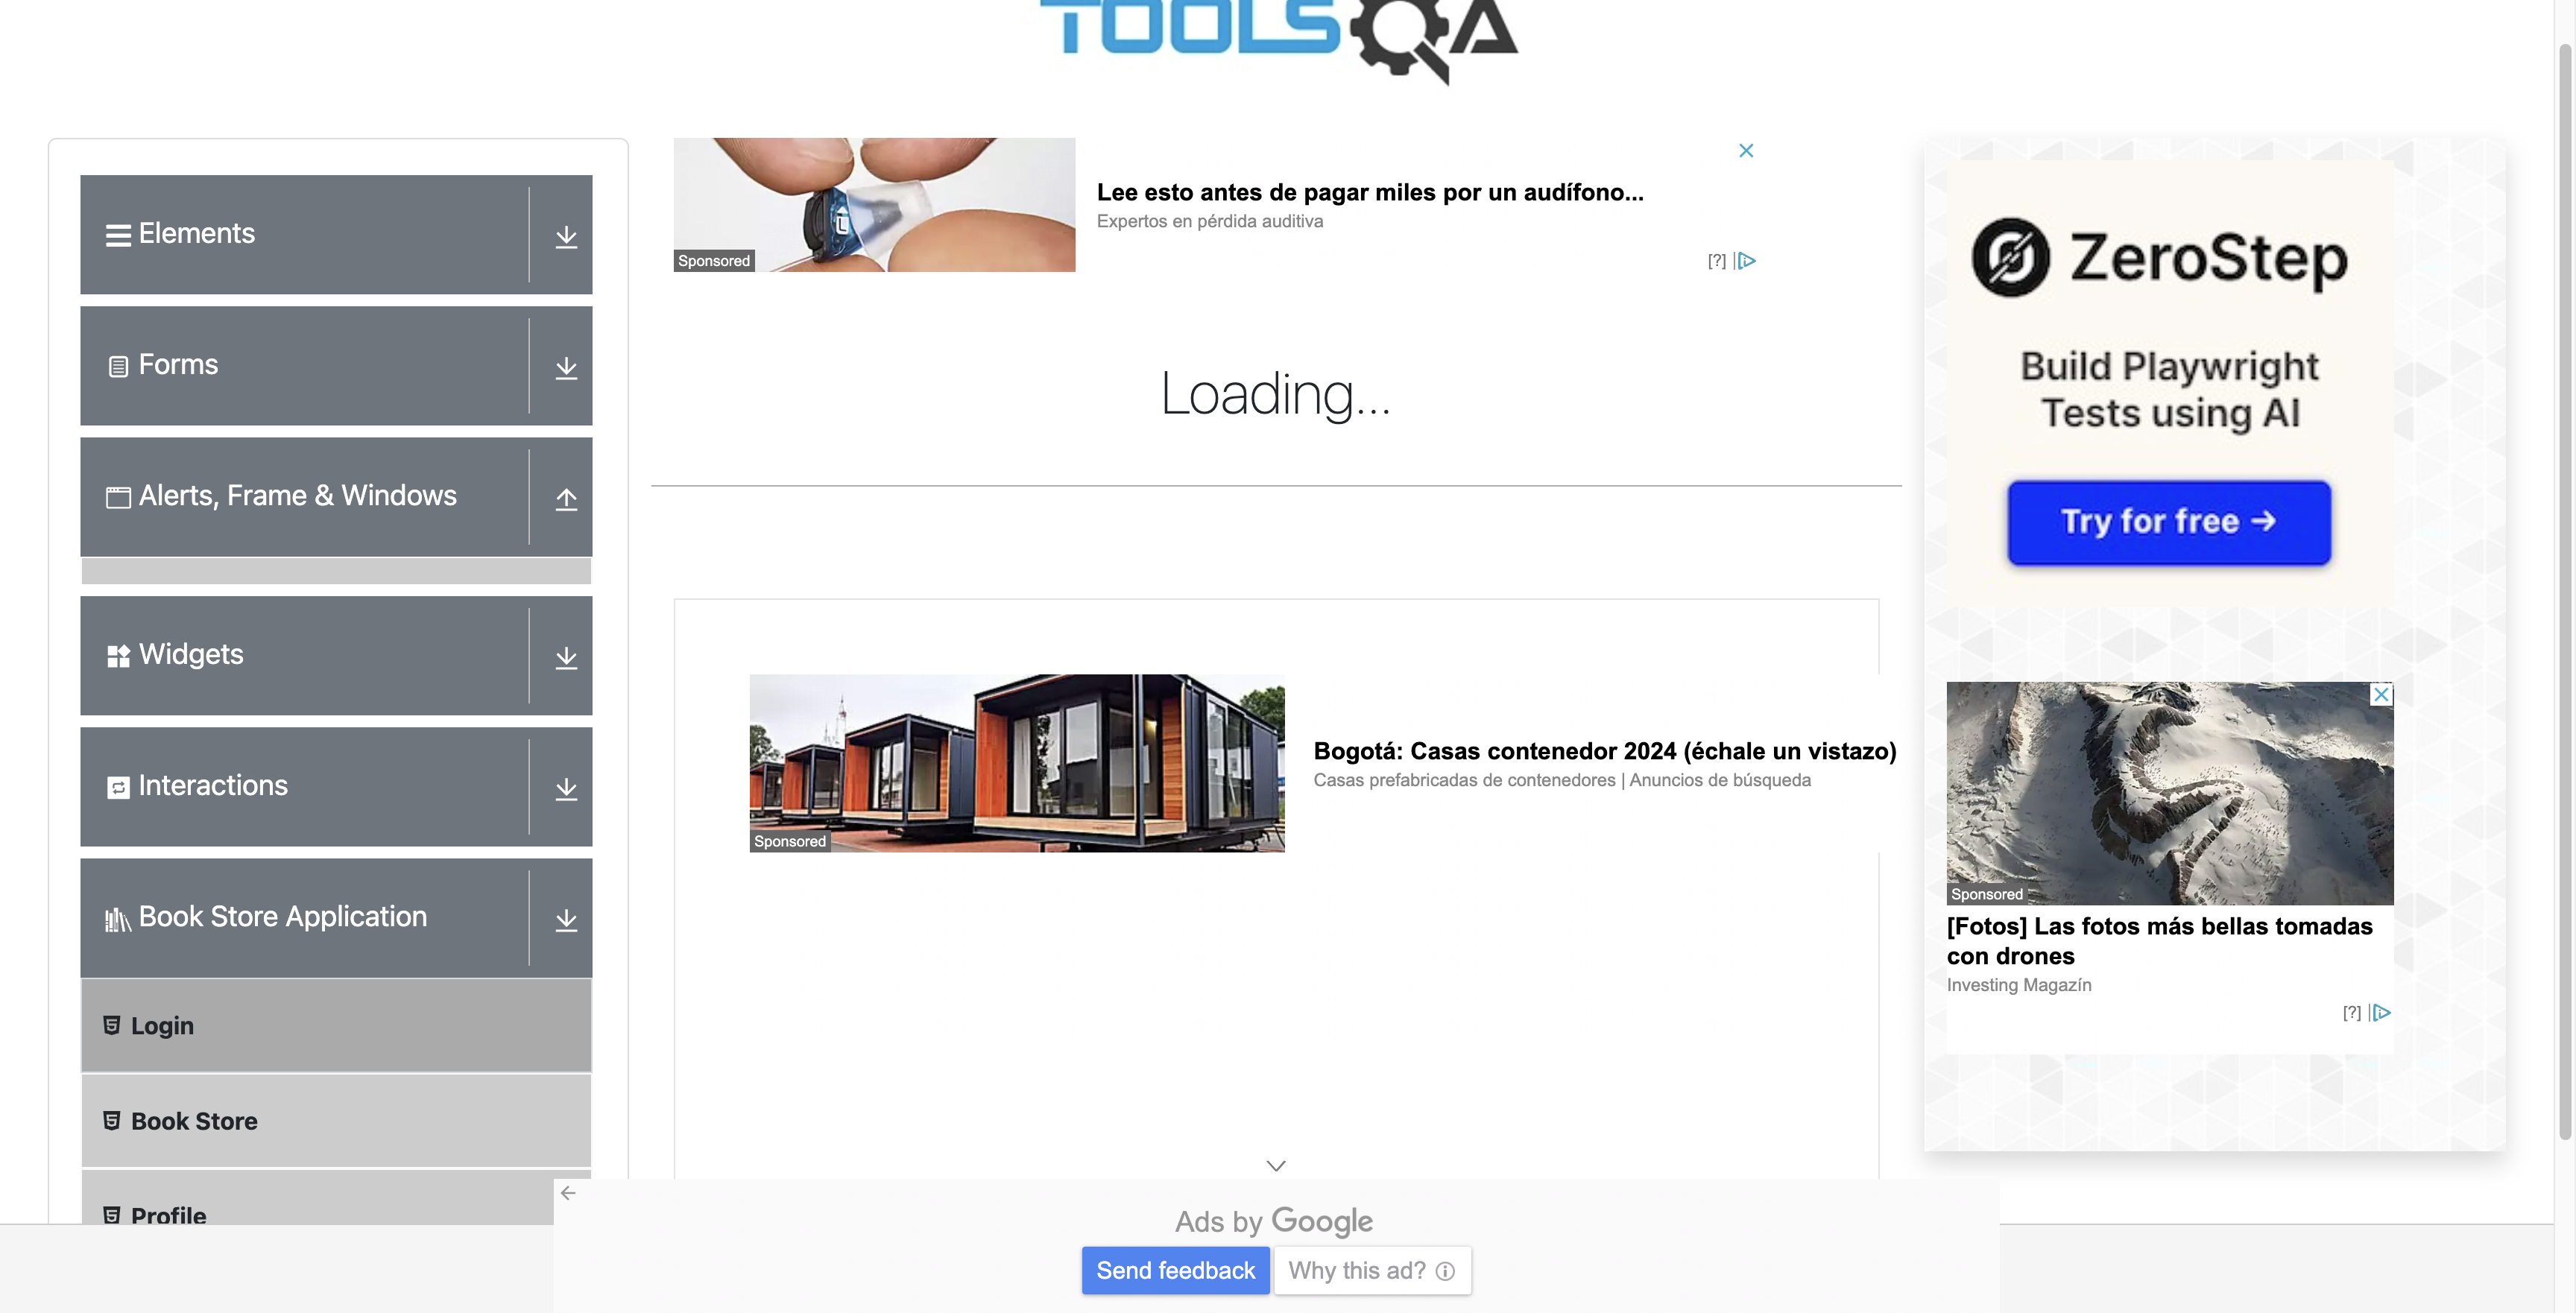 TOOLSQA
Elements
Forms
Alerts, Frame & Windows
Widgets
Interactions
Book Store Application
Login
Book Store
Profile
Lee esto antes de pagar miles por un audífono...
Expertos en pérdida auditiva
Sponsored
[?]
Loading...
Sponsored
Bogotá: Casas contenedor 2024 (échale un vistazo)
Casas prefabricadas de contenedores | Anuncios de búsqueda
ZeroStep
Build Playwright
Tests using AI
Try for free →
Sponsored
[Fotos] Las fotos más bellas tomadas
con drones
Investing Magazín
[?]
Ads by Google
Send feedback
Why this ad?